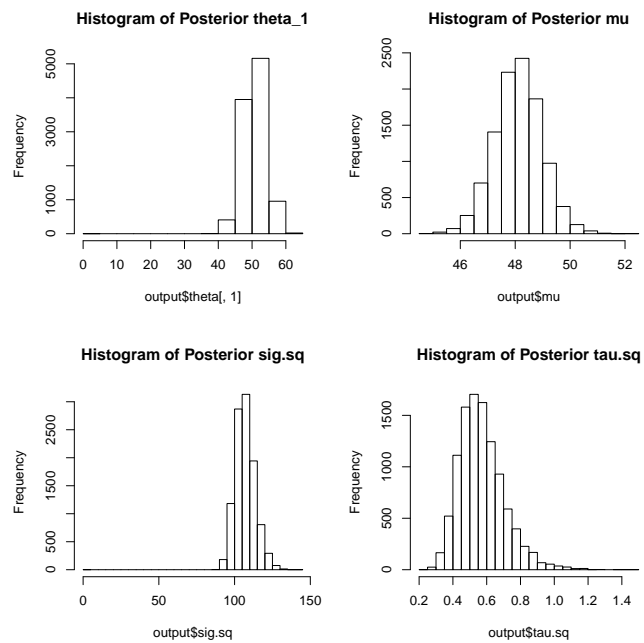 Histogram of Posterior theta_1
Frequency
0
1000
3000
5000
0 10 20 30 40 50 60
output$theta[, 1]
Histogram of Posterior mu
Frequency
0
500
1500
2500
46 48 50 52
output$mu
Histogram of Posterior sig.sq
Frequency
0
500
1500
2500
0 50 100 150
output$sig.sq
Histogram of Posterior tau.sq
Frequency
0
500
1000
1500
0.2 0.4 0.6 0.8 1.0 1.2 1.4
output$tau.sq